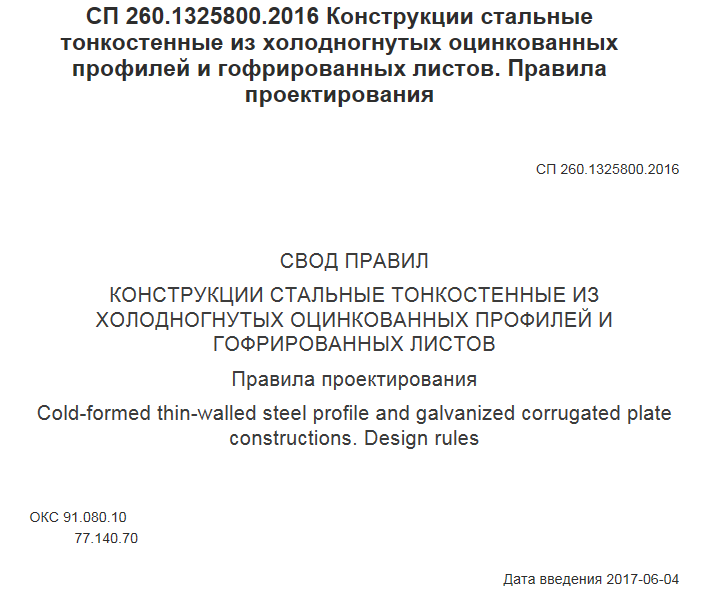 СП 260.1325800.2016 Конструкции стальные
тонкостенные из холодногнутых оцинкованных
профилей и гофрированных листов. Правила
проектирования
СП 260.1325800.2016
СВОД ПРАВИЛ
КОНСТРУКЦИИ СТАЛЬНЫЕ ТОНКОСТЕННЫЕ ИЗ
ХОЛОДНОГНУТЫХ ОЦИНКОВАННЫХ ПРОФИЛЕЙ И
ГОФРИРОВАННЫХ ЛИСТОВ
Правила проектирования
Cold-formed thin-walled steel profile and galvanized corrugated plate
constructions. Design rules
ОКС 91.080.10
77.140.70
Дата введения 2017-06-04